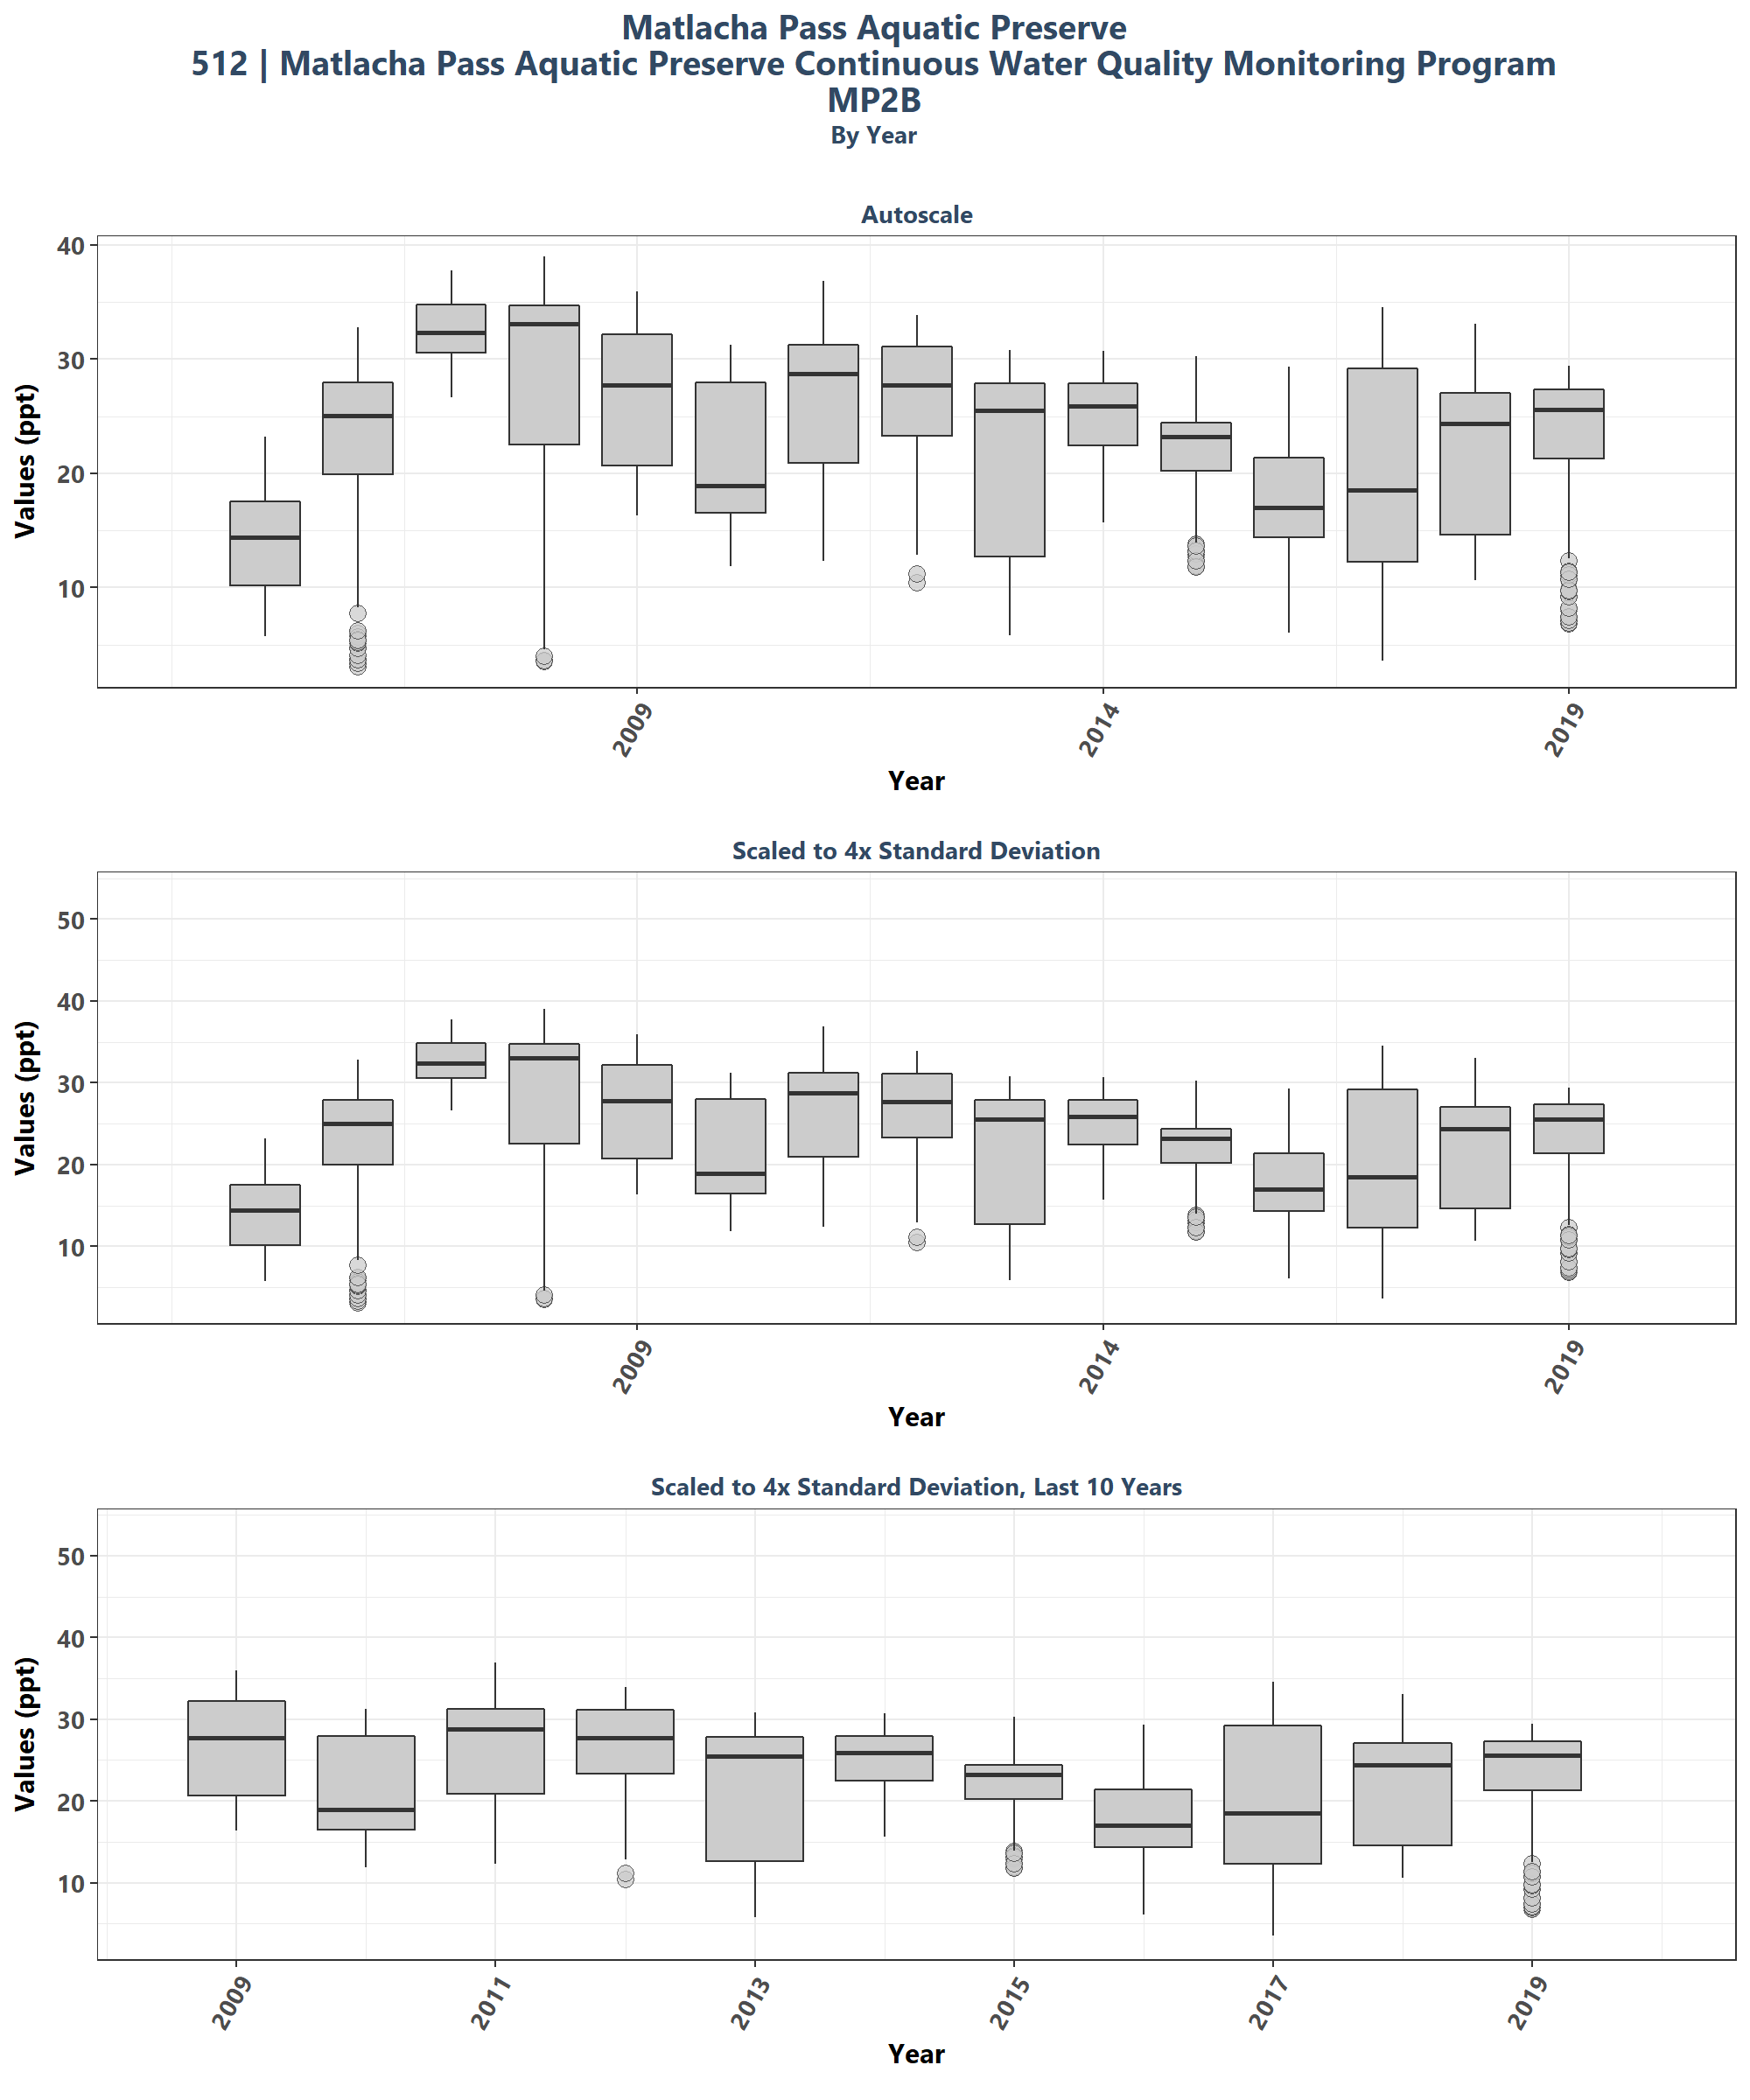 Matlacha Pass Aquatic Preserve
512 | Matlacha Pass Aquatic Preserve Continuous Water Quality Monitoring Program
MP2B
By Year
Autoscale
Values (ppt)
40
30
20
10
2009
2014
2019
Year
Scaled to 4x Standard Deviation
Values (ppt)
50
40
30
20
10
2009
2014
2019
Year
Scaled to 4x Standard Deviation, Last 10 Years
Values (ppt)
50
40
30
20
10
2009
2011
2013
2015
2017
2019
Year